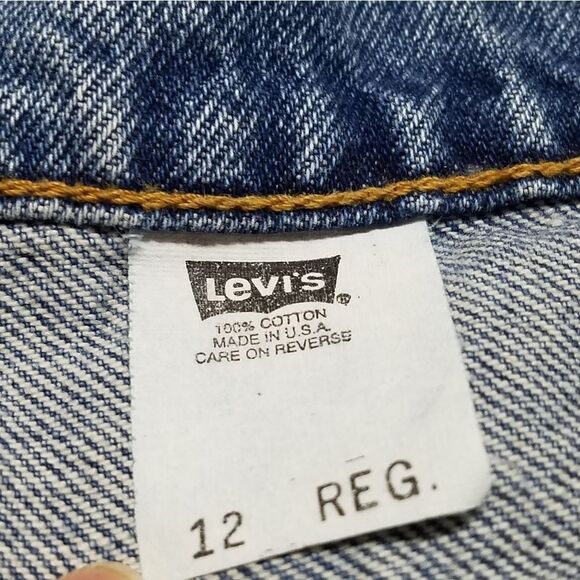 Levi's
100% COTTON
MADE IN U.S.A.
CARE ON REVERSE
12 REG.